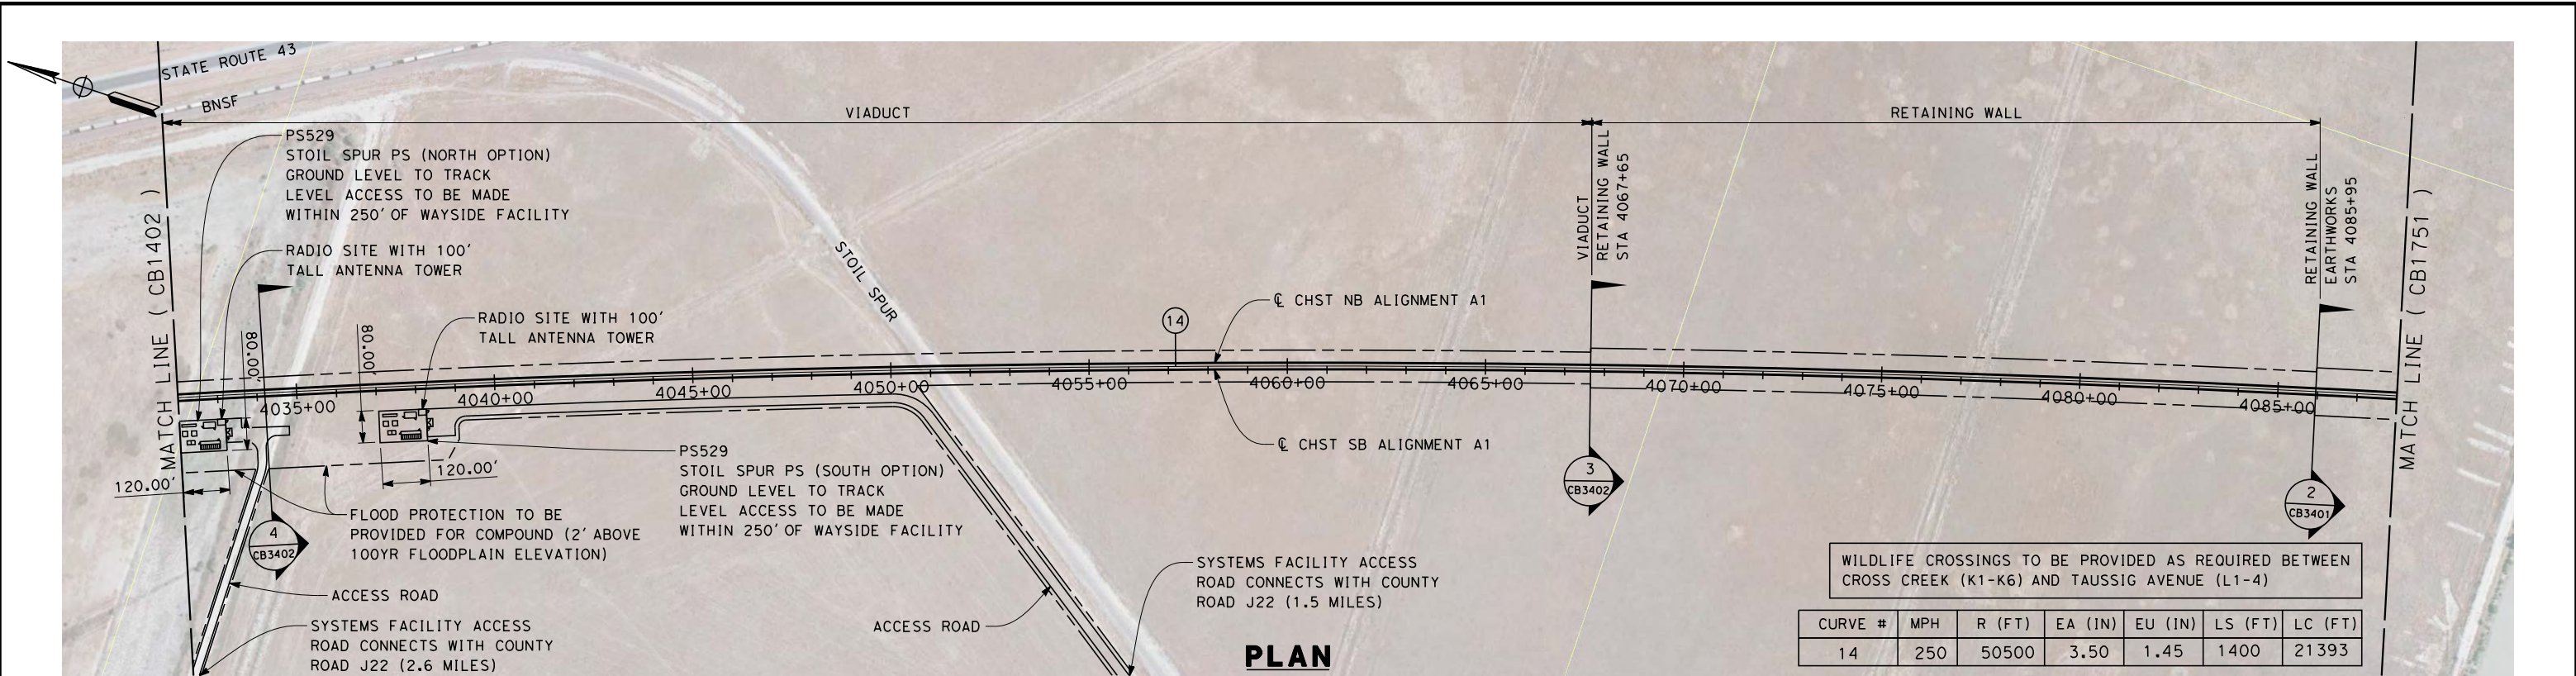 STATE ROUTE 43
BNSF
VIADUCT
RETAINING WALL
PS529
STOIL SPUR PS (NORTH OPTION)
GROUND LEVEL TO TRACK
LEVEL ACCESS TO BE MADE
WITHIN 250' OF WAYSIDE FACILITY
RADIO SITE WITH 100'
TALL ANTENNA TOWER
MATCH LINE ( CB1402 )
80.00'
80.00'
RADIO SITE WITH 100'
TALL ANTENNA TOWER
STOIL SPUR
14
℄ CHST NB ALIGNMENT A1
VIADUCT
RETAINING WALL
STA 4067+65
RETAINING WALL
EARTHWORKS
STA 4085+95
MATCH LINE ( CB1751 )
4035+00
4040+00
4045+00
4050+00
4055+00
4060+00
4065+00
4070+00
4075+00
4080+00
4085+00
℄ CHST SB ALIGNMENT A1
120.00'
120.00'
PS529
STOIL SPUR PS (SOUTH OPTION)
GROUND LEVEL TO TRACK
LEVEL ACCESS TO BE MADE
WITHIN 250' OF WAYSIDE FACILITY
3
CB3402
2
CB3401
4
CB3402
FLOOD PROTECTION TO BE
PROVIDED FOR COMPOUND (2' ABOVE
100YR FLOODPLAIN ELEVATION)
ACCESS ROAD
SYSTEMS FACILITY ACCESS
ROAD CONNECTS WITH COUNTY
ROAD J22 (2.6 MILES)
ACCESS ROAD
SYSTEMS FACILITY ACCESS
ROAD CONNECTS WITH COUNTY
ROAD J22 (1.5 MILES)
PLAN
WILDLIFE CROSSINGS TO BE PROVIDED AS REQUIRED BETWEEN
CROSS CREEK (K1-K6) AND TAUSSIG AVENUE (L1-4)
CURVE # MPH R (FT) EA (IN) EU (IN) LS (FT) LC (FT)
14 250 50500 3.50 1.45 1400 21393